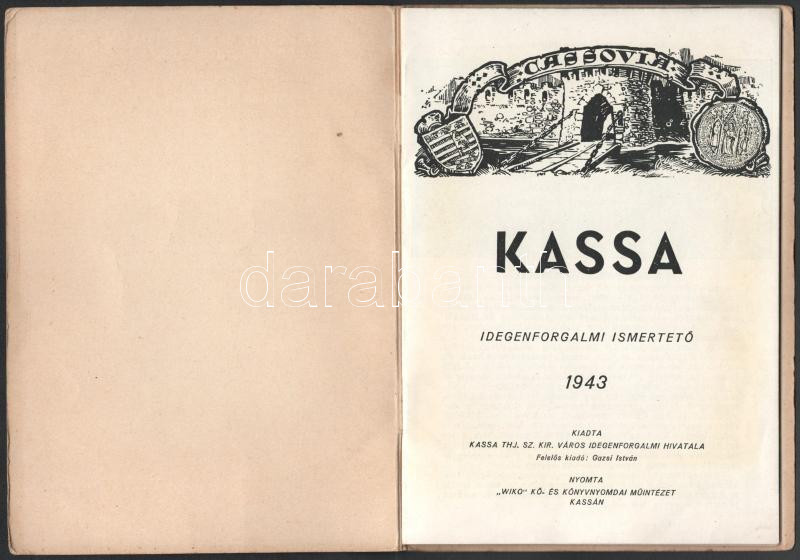 CASSOVIA
KASSA
IDEGENFORGALMI ISMERTETŐ
1943
KIADTA
KASSA THJ. SZ. KIR. VÁROS IDEGENFORGALMI HIVATALA
Felelős kiadó: Gazsi István
NYOMTA
„WIKO" KŐ- ÉS KÖNYVNYOMDAI MŰINTÉZET
KASSÁN
darabanth